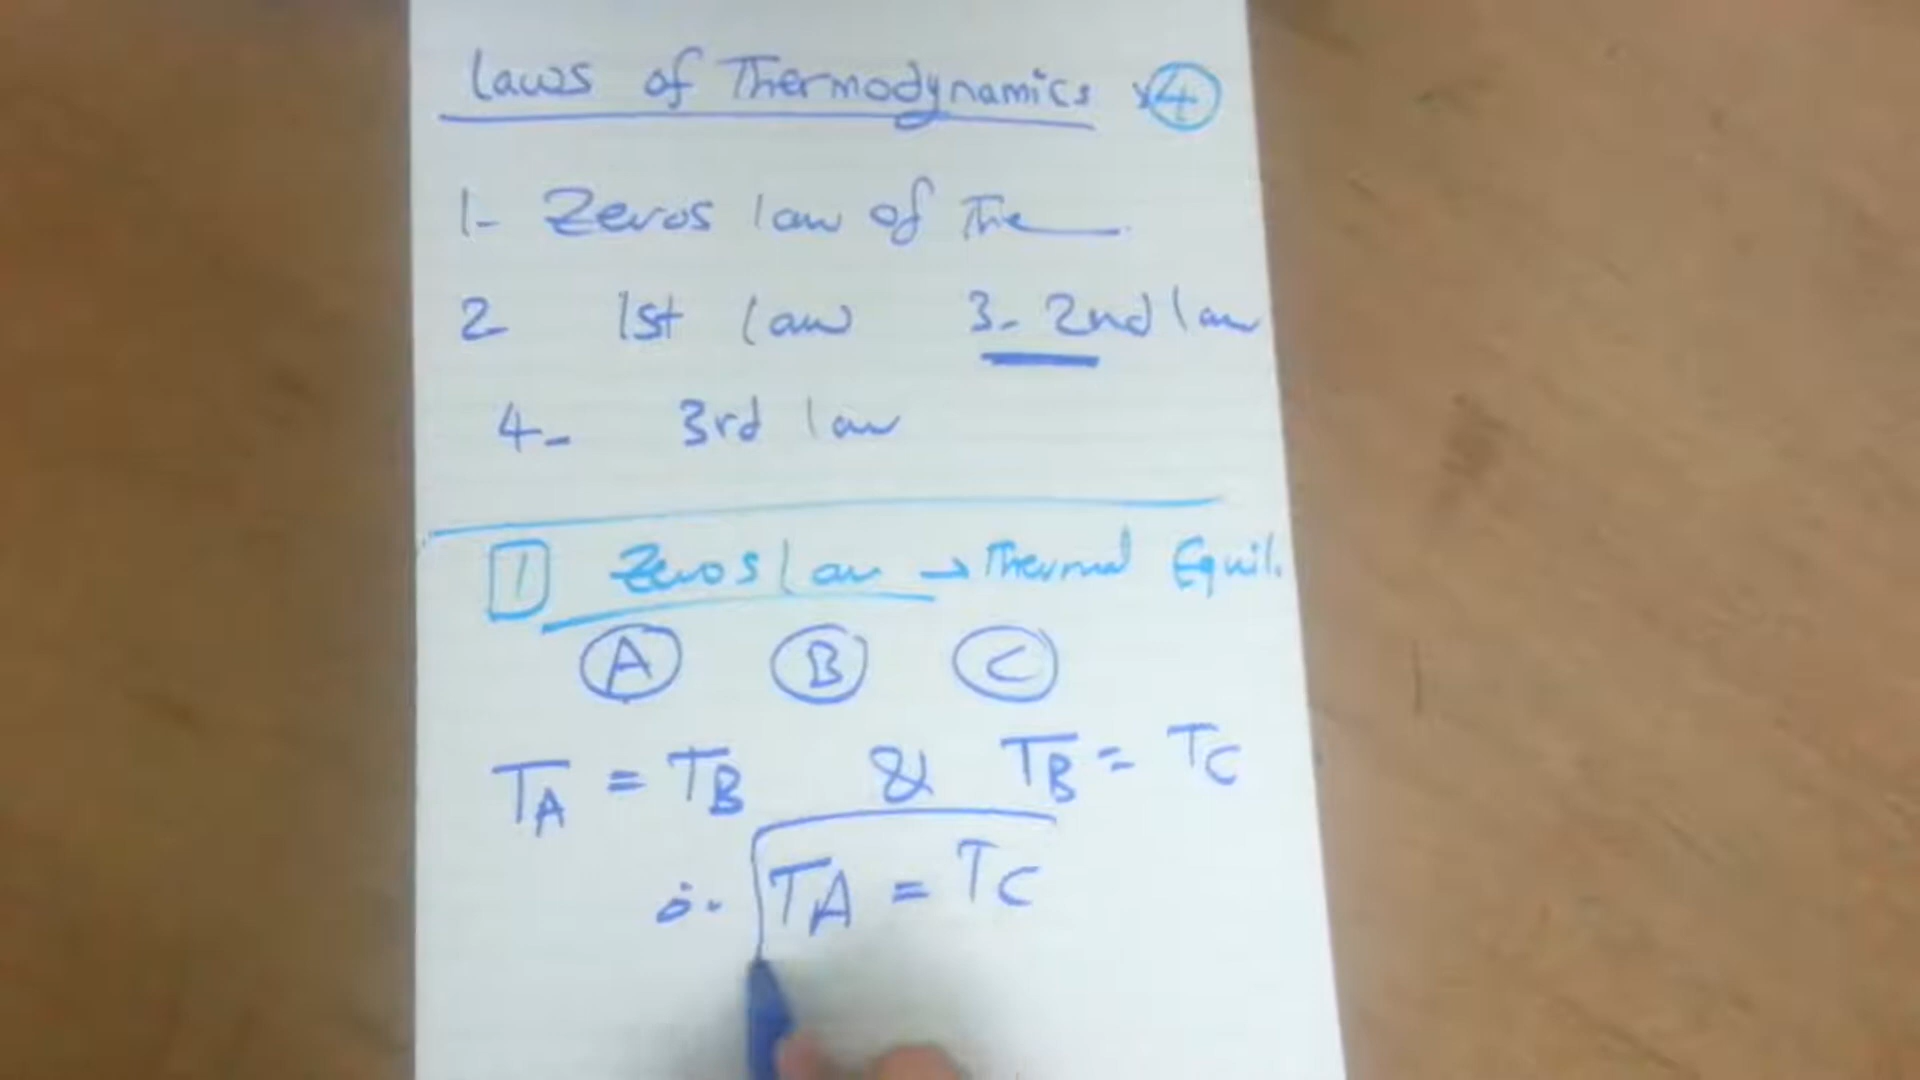 Laws of Thermodynamics 4
1- Zeros law of The
2- 1st law 3- 2nd law
4- 3rd law
1 Zeros law → Thermal Equil.
A B C
TA = TB & TB = TC
∴ TA = TC